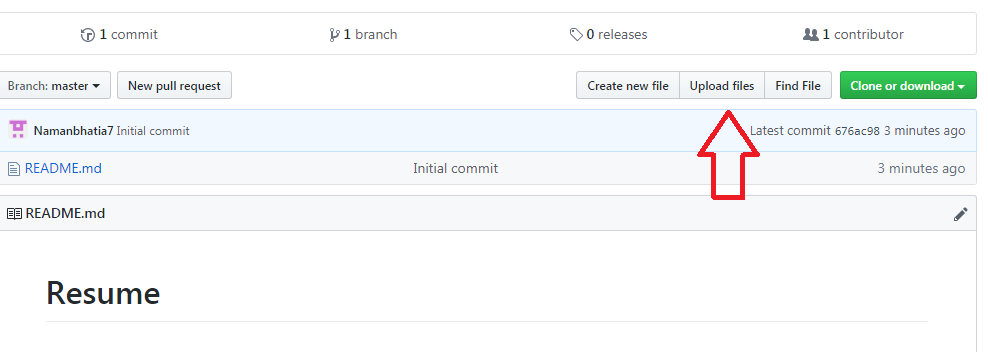 1 commit 1 branch 0 releases 1 contributor
Branch: master New pull request Create new file Upload files Find File Clone or download
Namanbhatia7 Initial commit Latest commit 676ac98 3 minutes ago
README.md Initial commit 3 minutes ago
README.md
Resume